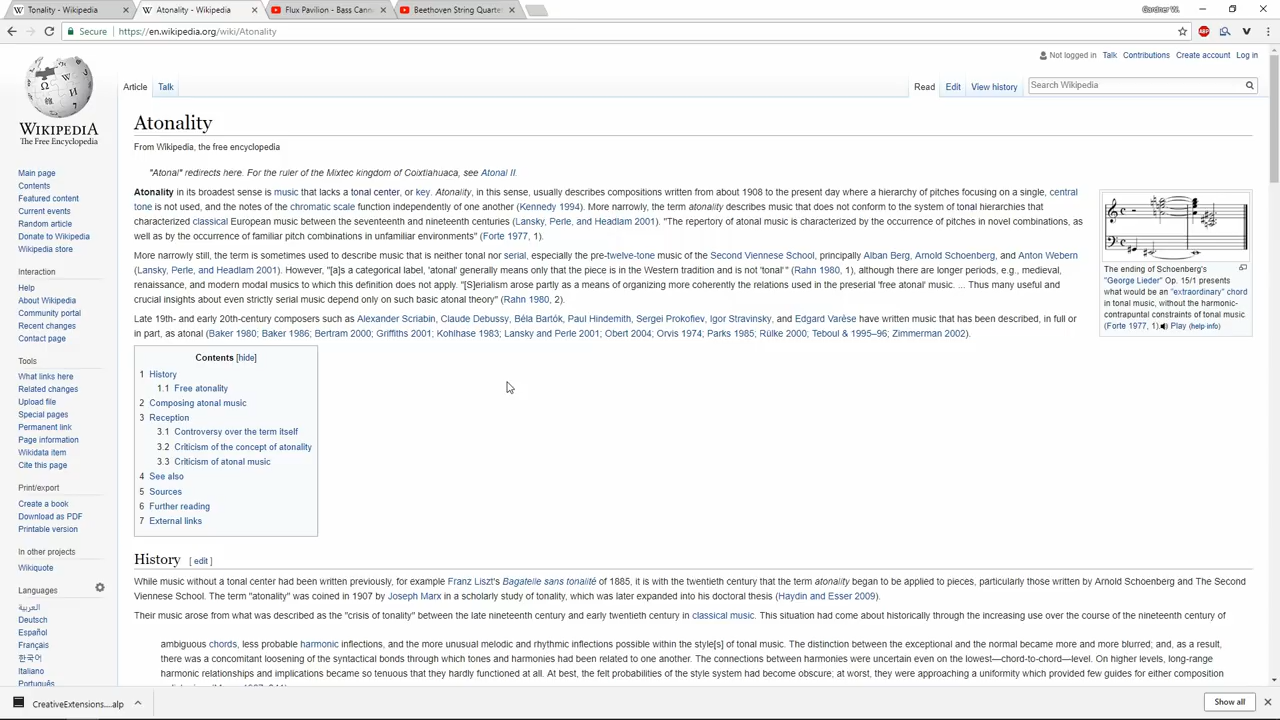 Tonality - Wikipedia
Atonality - Wikipedia
Flux Pavilion - Bass Cann
Beethoven String Quarte
Gardner W.
Secure
https://en.wikipedia.org/wiki/Atonality
Not logged in Talk Contributions Create account Log in
Article Talk Read Edit View history Search Wikipedia
WIKIPEDIA
The Free Encyclopedia
Main page
Contents
Featured content
Current events
Random article
Donate to Wikipedia
Wikipedia store
Interaction
Help
About Wikipedia
Community portal
Recent changes
Contact page
Tools
What links here
Related changes
Upload file
Special pages
Permanent link
Page information
Wikidata item
Cite this page
Print/export
Create a book
Download as PDF
Printable version
In other projects
Wikiquote
Languages
العربية
Deutsch
Español
Français
한국어
Italiano
Português
Atonality
From Wikipedia, the free encyclopedia
"Atonal" redirects here. For the ruler of the Mixtec kingdom of Coixtlahuaca, see Atonal II.
Atonality in its broadest sense is music that lacks a tonal center, or key. Atonality, in this sense, usually describes compositions written from about 1908 to the present day where a hierarchy of pitches focusing on a single, central
tone is not used, and the notes of the chromatic scale function independently of one another (Kennedy 1994). More narrowly, the term atonality describes music that does not conform to the system of tonal hierarchies that
characterized classical European music between the seventeenth and nineteenth centuries (Lansky, Perle, and Headlam 2001). "The repertory of atonal music is characterized by the occurrence of pitches in novel combinations, as
well as by the occurrence of familiar pitch combinations in unfamiliar environments" (Forte 1977, 1).
More narrowly still, the term is sometimes used to describe music that is neither tonal nor serial, especially the pre-twelve-tone music of the Second Viennese School, principally Alban Berg, Arnold Schoenberg, and Anton Webern
(Lansky, Perle, and Headlam 2001). However, "[a]s a categorical label, 'atonal' generally means only that the piece is in the Western tradition and is not 'tonal'" (Rahn 1980, 1), although there are longer periods, e.g., medieval,
renaissance, and modern modal musics to which this definition does not apply. "[S]erialism arose partly as a means of organizing more coherently the relations used in the preserial 'free atonal' music. ... Thus many useful and
crucial insights about even strictly serial music depend only on such basic atonal theory" (Rahn 1980, 2).
Late 19th- and early 20th-century composers such as Alexander Scriabin, Claude Debussy, Béla Bartók, Paul Hindemith, Sergei Prokofiev, Igor Stravinsky, and Edgard Varèse have written music that has been described, in full or
in part, as atonal (Baker 1980; Baker 1986; Bertram 2000; Griffiths 2001; Kohlhase 1983; Lansky and Perle 2001; Obert 2004; Orvis 1974; Parks 1985; Rülke 2000; Teboul 1995–96; Zimmerman 2002).
The ending of Schoenberg's
"George Lieder" Op. 15/1 presents
what would be an "extraordinary" chord
in tonal music, without the harmonic-
contrapuntal constraints of tonal music
(Forte 1977, 1). Play (help info)
Contents [hide]
1 History
1.1 Free atonality
2 Composing atonal music
3 Reception
3.1 Controversy over the term itself
3.2 Criticism of the concept of atonality
3.3 Criticism of atonal music
4 See also
5 Sources
6 Further reading
7 External links
History [ edit ]
While music without a tonal center had been written previously, for example Franz Liszt's Bagatelle sans tonalité of 1885, it is with the twentieth century that the term atonality began to be applied to pieces, particularly those written by Arnold Schoenberg and The Second
Viennese School. The term "atonality" was coined in 1907 by Joseph Marx in a scholarly study of tonality, which was later expanded into his doctoral thesis (Haydin and Esser 2009).
Their music arose from what was described as the "crisis of tonality" between the late nineteenth century and early twentieth century in classical music. This situation had come about historically through the increasing use over the course of the nineteenth century of
ambiguous chords, less probable harmonic inflections, and the more unusual melodic and rhythmic inflections possible within the style[s] of tonal music. The distinction between the exceptional and the normal became more and more blurred; and, as a result,
there was a concomitant loosening of the syntactical bonds through which tones and harmonies had been related to one another. The connections between harmonies were uncertain even on the lowest—chord-to-chord—level. On higher levels, long-range
harmonic relationships and implications became so tenuous that they hardly functioned at all. At best, the felt probabilities of the style system had become obscure; at worst, they were approaching a uniformity which provided few guides for either composition
CreativeExtensions....alp
Show all